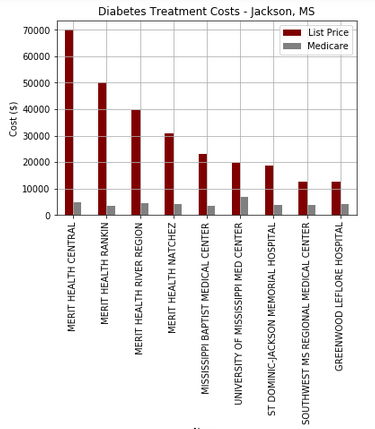 Diabetes Treatment Costs - Jackson, MS
List Price
Medicare
Cost ($)
70000
60000
50000
40000
30000
20000
10000
0
MERIT HEALTH CENTRAL
MERIT HEALTH RANKIN
MERIT HEALTH RIVER REGION
MERIT HEALTH NATCHEZ
MISSISSIPPI BAPTIST MEDICAL CENTER
UNIVERSITY OF MISSISSIPPI MED CENTER
ST DOMINIC-JACKSON MEMORIAL HOSPITAL
SOUTHWEST MS REGIONAL MEDICAL CENTER
GREENWOOD LEFLORE HOSPITAL